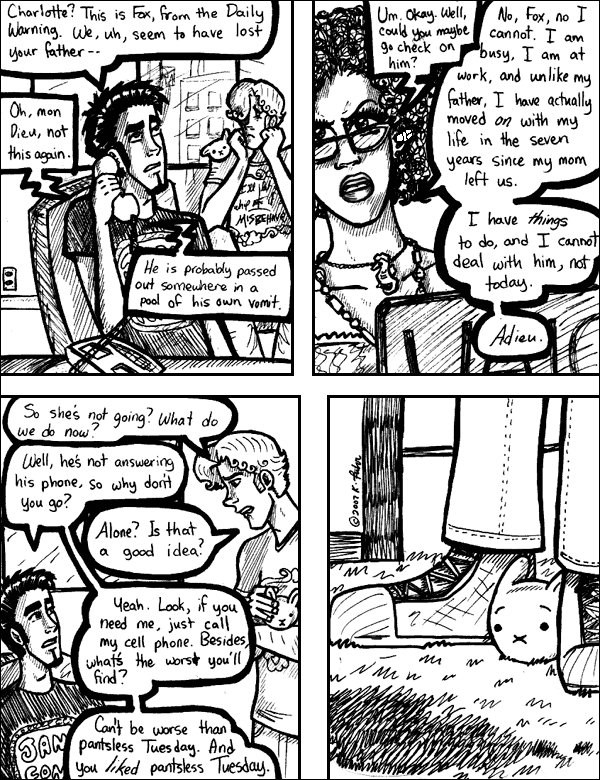 Charlotte? This is Fox, from the Daily
Warning. We, uh, seem to have lost
your father--
Oh, mon
Dieu, not
this again.
MISBEHAVE
He is probably passed
out somewhere in a
pool of his own vomit.
Um. Okay. Well,
could you maybe
go check on
him?
No, Fox, no I
cannot. I am
busy, I am at
work, and unlike my
father, I have actually
moved on with my
life in the seven
years since my mom
left us.
I have things
to do, and I cannot
deal with him, not
today.
Adieu.
So she's not going? What do
we do now?
Well, he's not answering
his phone, so why don't
you go?
Alone? Is that
a good idea?
Yeah. Look, if you
need me, just call
my cell phone. Besides,
what's the worst you'll
find?
Can't be worse than
pantsless Tuesday. And
you liked pantsless Tuesday.
JAM
CON
©2007 K.